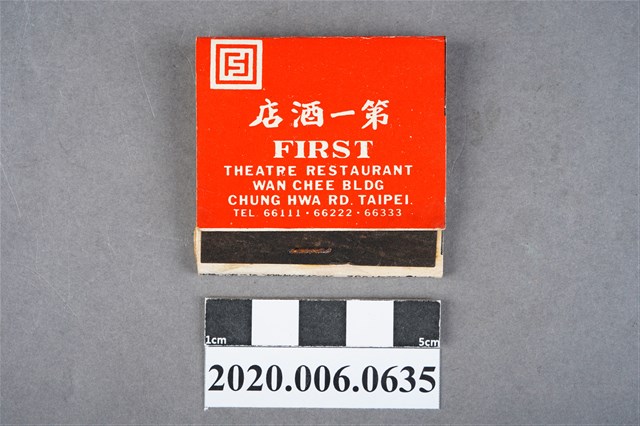 第一酒店
FIRST
THEATRE RESTAURANT
WAN CHEE BLDG
CHUNG HWA RD. TAIPEI.
TEL. 66111・66222・66333
1cm 5cm
2020.006.0635